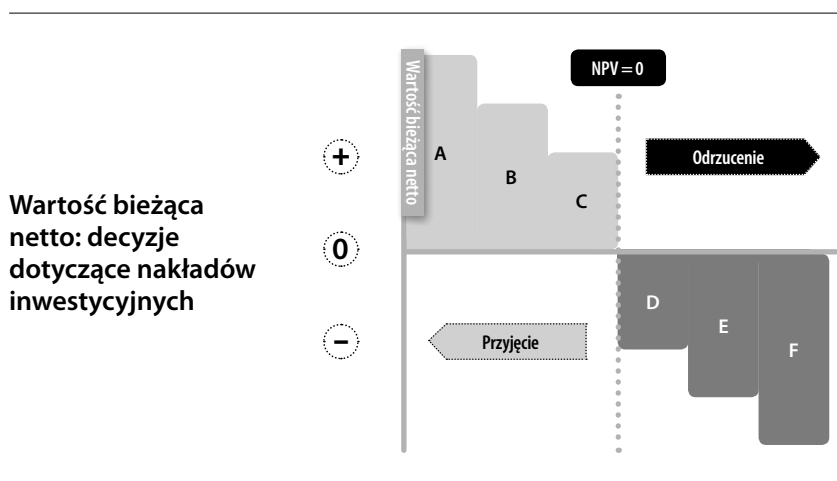 Wartość bieżąca
netto: decyzje
dotyczące nakładów
inwestycyjnych
+
0
−
Wartość bieżąca netto
NPV = 0
A
B
C
Odrzucenie
Przyjęcie
D
E
F